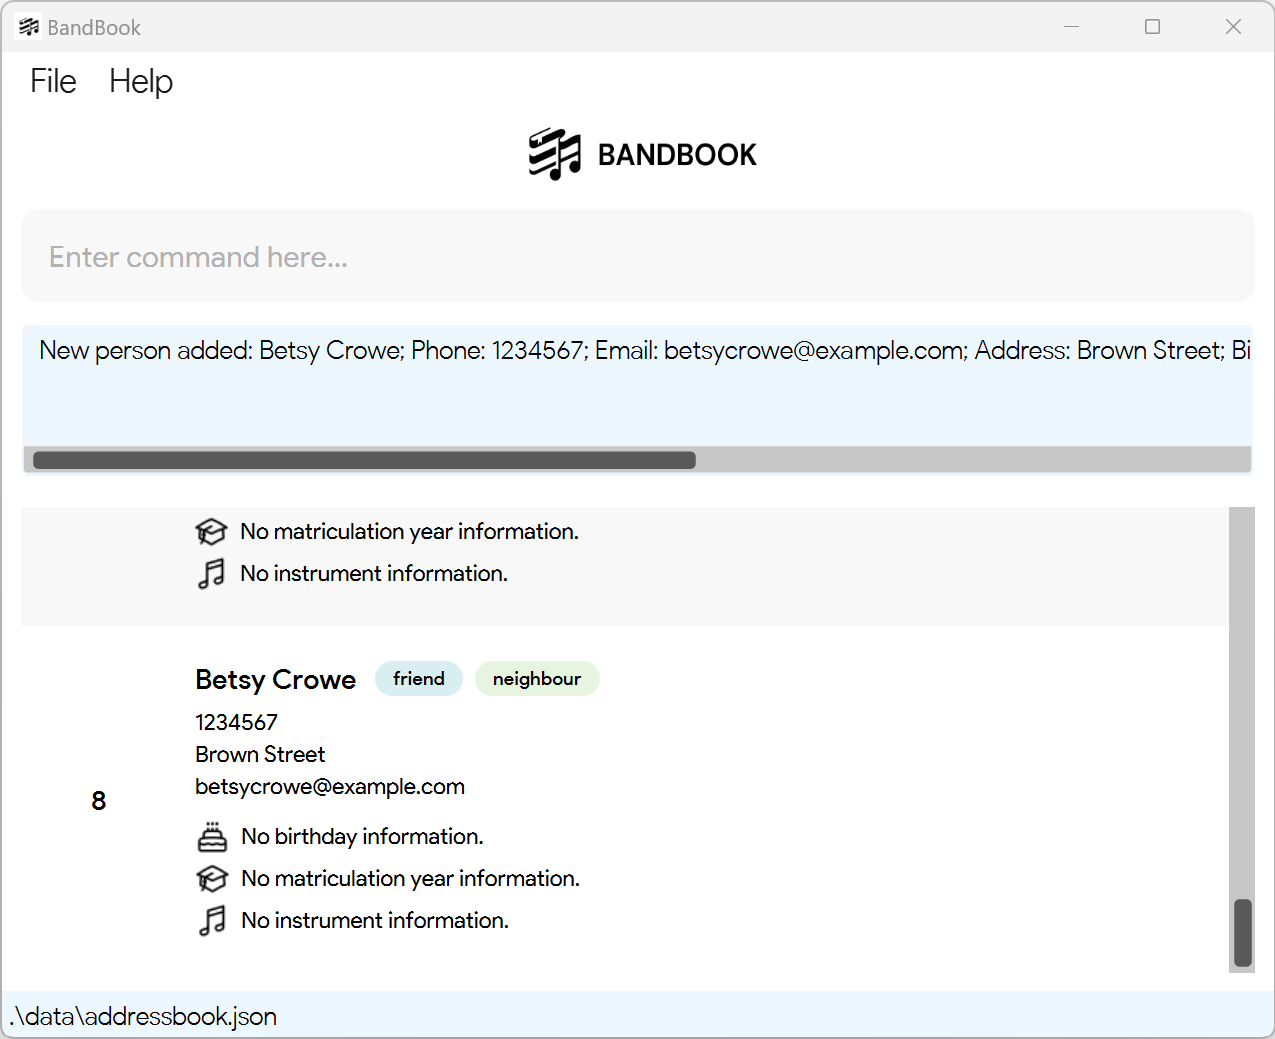 BandBook
File Help
BANDBOOK
Enter command here...
New person added: Betsy Crowe; Phone: 1234567; Email: betsycrowe@example.com; Address: Brown Street; Bi
No matriculation year information.
No instrument information.
Betsy Crowe friend neighbour
1234567
Brown Street
betsycrowe@example.com
8
No birthday information.
No matriculation year information.
No instrument information.
.\data\addressbook.json